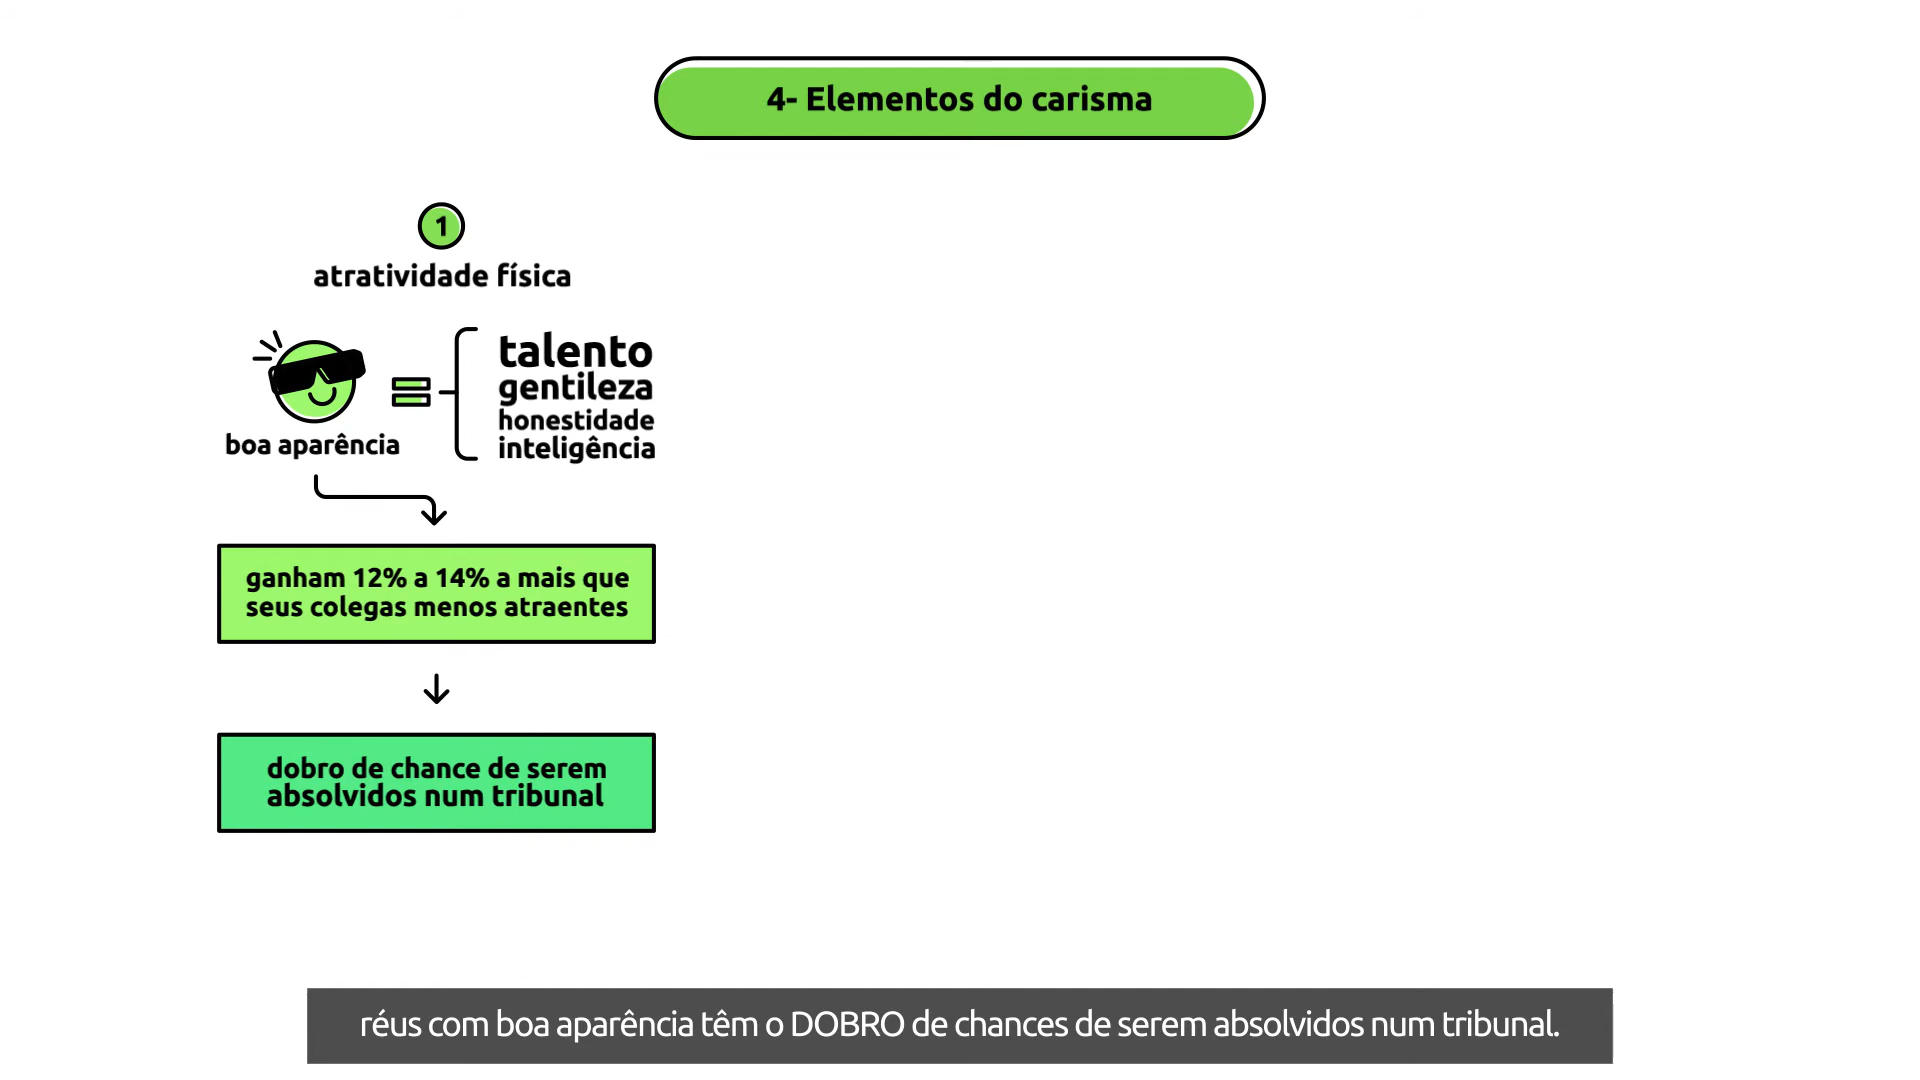 4- Elementos do carisma
1
atratividade física
boa aparência
talento
gentileza
honestidade
inteligência
ganham 12% a 14% a mais que
seus colegas menos atraentes
dobro de chance de serem
absolvidos num tribunal
réus com boa aparência têm o DOBRO de chances de serem absolvidos num tribunal.